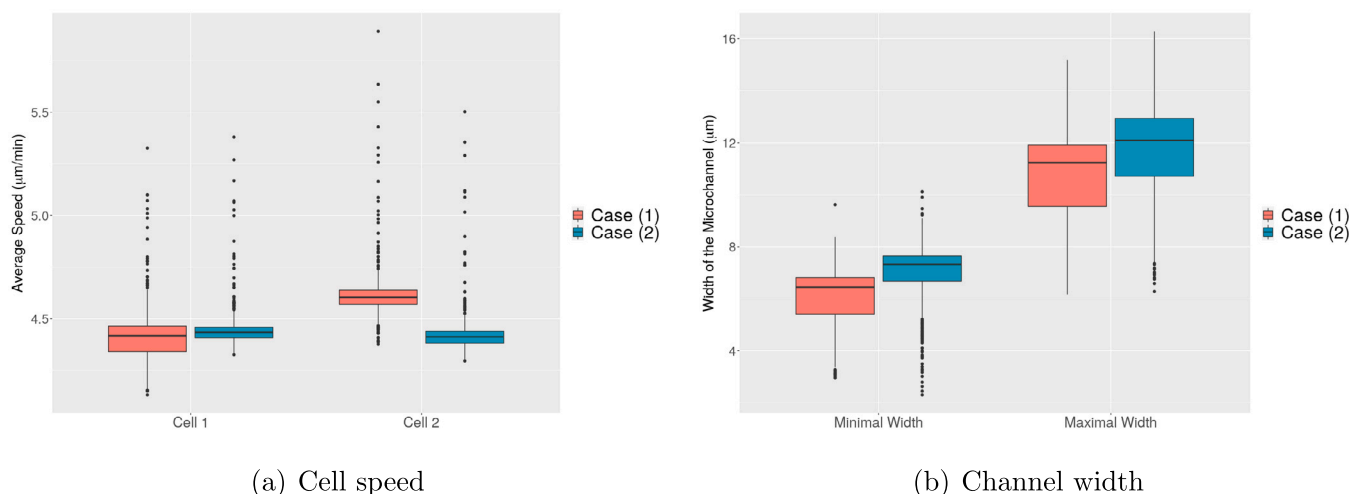 Average Speed (μm/min)
5.5
5.0
4.5
Cell 1 Cell 2
Case (1)
Case (2)
(a) Cell speed
Width of the Microchannel (μm)
16
12
8
4
Minimal Width Maximal Width
Case (1)
Case (2)
(b) Channel width